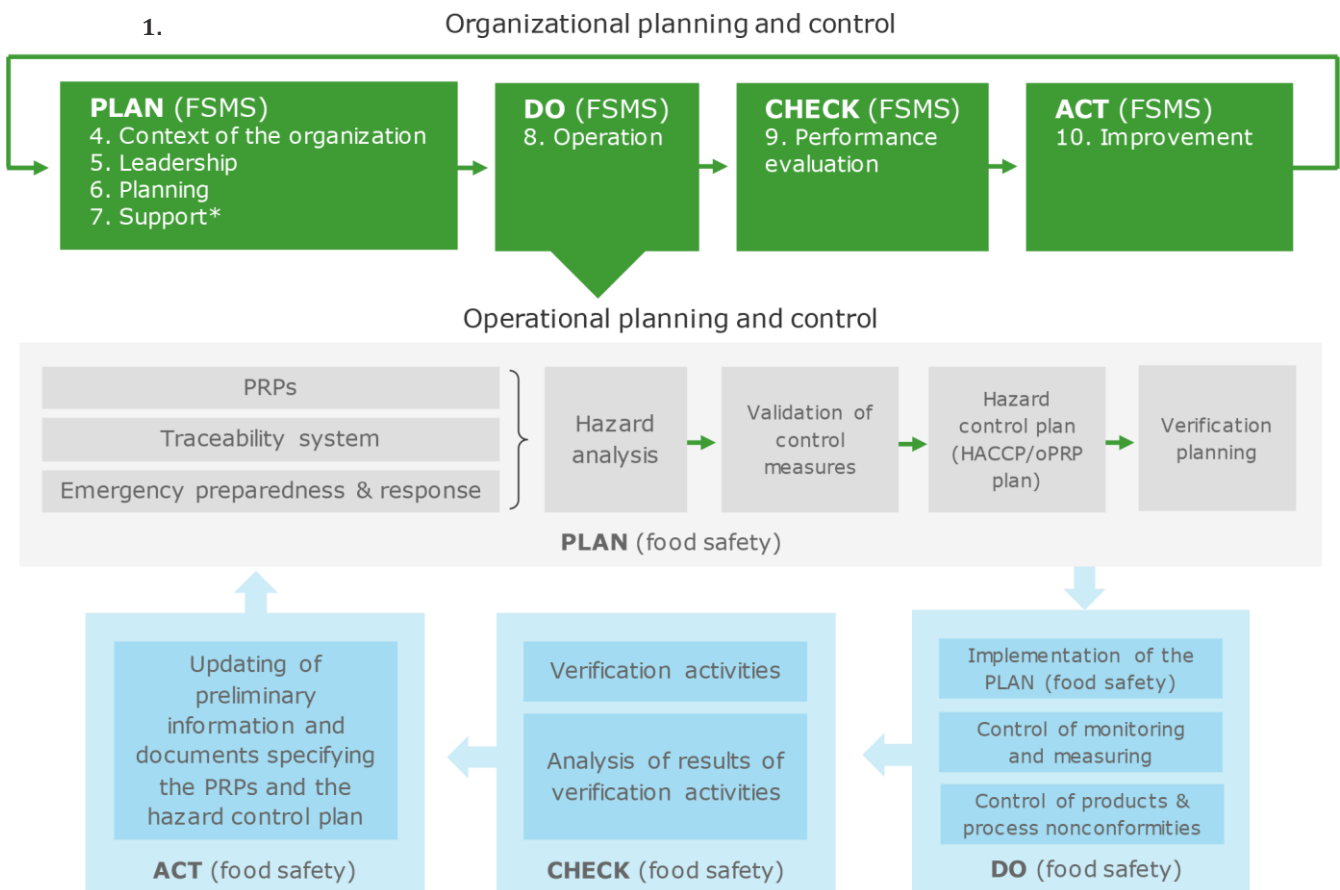 1.
Organizational planning and control
PLAN (FSMS)
4. Context of the organization
5. Leadership
6. Planning
7. Support*
DO (FSMS)
8. Operation
CHECK (FSMS)
9. Performance
evaluation
ACT (FSMS)
10. Improvement
Operational planning and control
PRPs
Traceability system
Emergency preparedness & response
Hazard
analysis
Validation of
control
measures
Hazard
control plan
(HACCP/oPRP
plan)
Verification
planning
PLAN (food safety)
Updating of
preliminary
information and
documents specifying
the PRPs and the
hazard control plan
ACT (food safety)
Verification activities
Analysis of results of
verification activities
CHECK (food safety)
Implementation of the
PLAN (food safety)
Control of monitoring
and measuring
Control of products &
process nonconformities
DO (food safety)